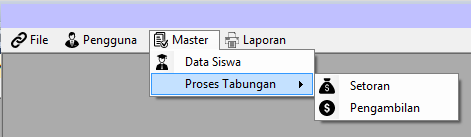 File Pengguna Master Laporan
Data Siswa
Proses Tabungan Setoran
Pengambilan